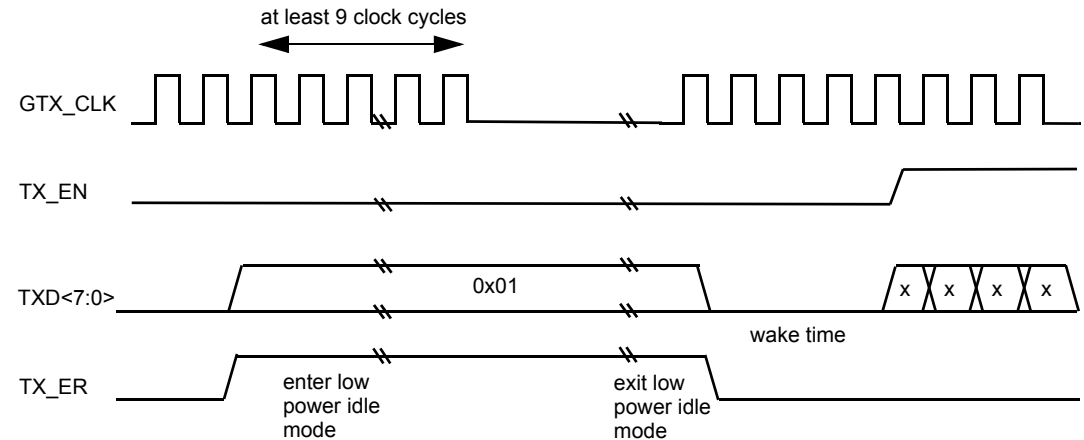 at least 9 clock cycles
GTX_CLK
TX_EN
TXD<7:0>
0x01
x x x x
wake time
TX_ER
enter low
power idle
mode
exit low
power idle
mode